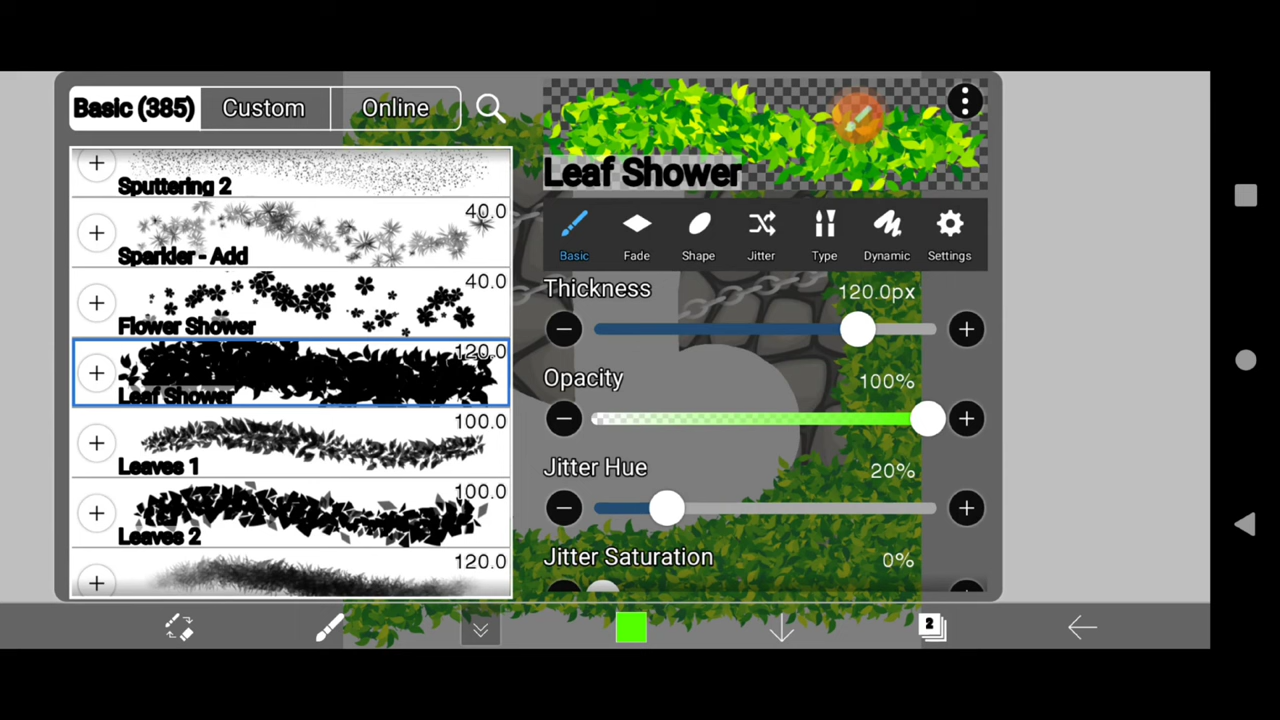 Basic (385)
Custom
Online
Sputtering 2
40.0
Sparkler - Add
40.0
Flower Shower
120.0
Leaf Shower
100.0
Leaves 1
100.0
Leaves 2
120.0
Leaf Shower
Basic
Fade
Shape
Jitter
Type
Dynamic
Settings
Thickness
120.0px
Opacity
100%
Jitter Hue
20%
Jitter Saturation
0%
2